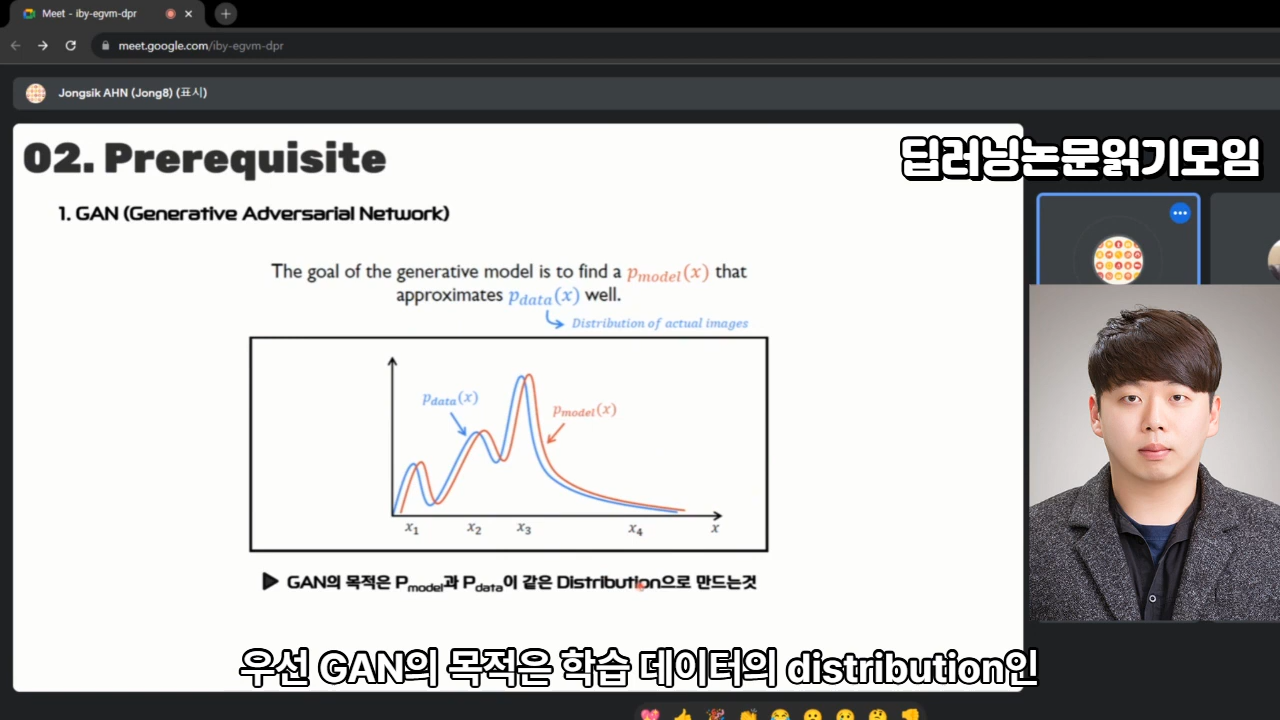 Meet - iby-egvm-dpr
meet.google.com/iby-egvm-dpr
Jongsik AHN (Jong8) (표시)
02. Prerequisite
딥러닝논문읽기모임
1. GAN (Generative Adversarial Network)
The goal of the generative model is to find a p_model(x) that
approximates p_data(x) well.
Distribution of actual images
p_data(x)
p_model(x)
x1 x2 x3 x4 x
▶ GAN의 목적은 P_model과 P_data이 같은 Distribution으로 만드는것
우선 GAN의 목적은 학습 데이터의 distribution인